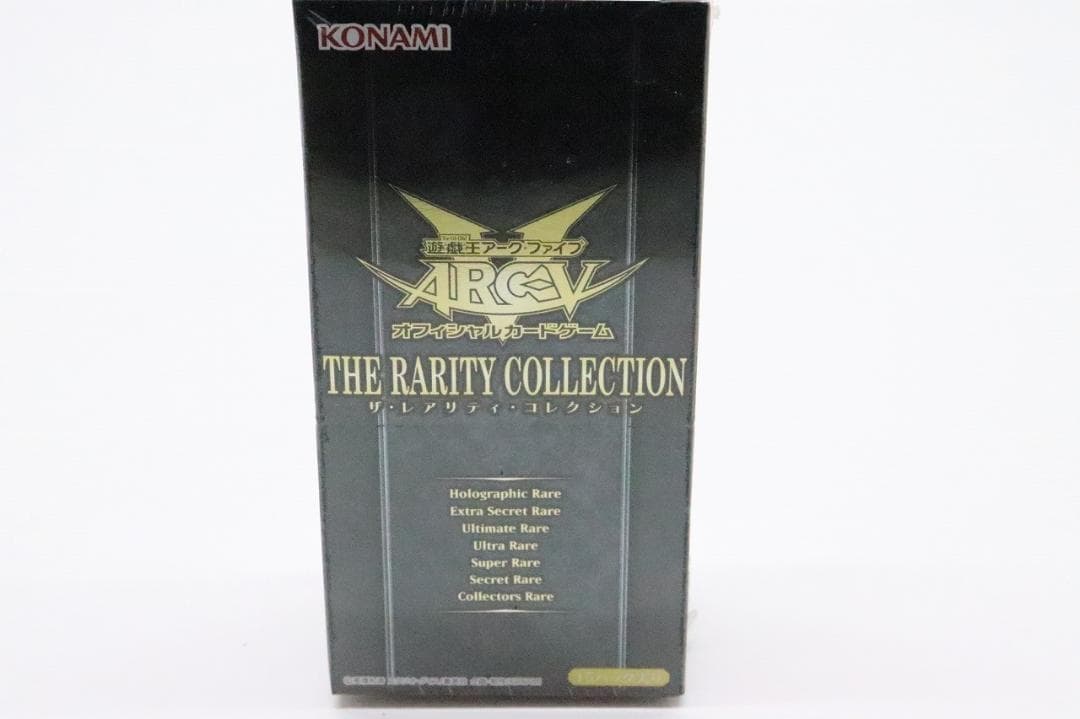 KONAMI
遊戯王アーク・ファイブ
ARC-V
オフィシャルカードゲーム
THE RARITY COLLECTION
ザ・レアリティ・コレクション
Holographic Rare
Extra Secret Rare
Ultimate Rare
Ultra Rare
Super Rare
Secret Rare
Collectors Rare